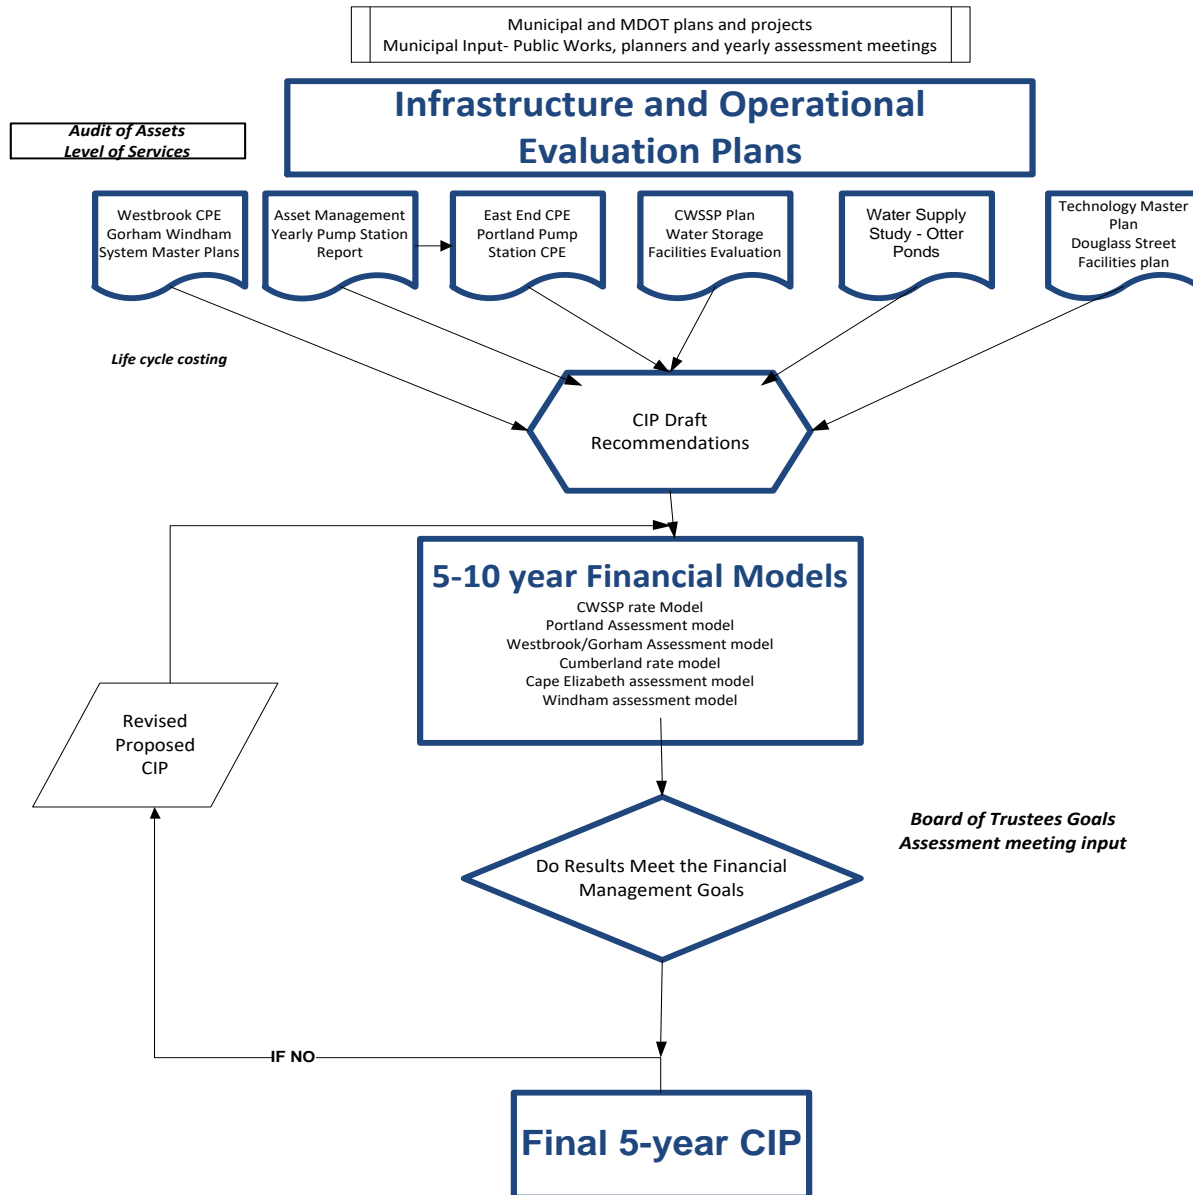 Municipal and MDOT plans and projects
Municipal Input- Public Works, planners and yearly assessment meetings
Infrastructure and Operational
Evaluation Plans
Audit of Assets
Level of Services
Westbrook CPE
Gorham Windham
System Master Plans
Asset Management
Yearly Pump Station
Report
East End CPE
Portland Pump
Station CPE
CWSSP Plan
Water Storage
Facilities Evaluation
Water Supply
Study - Otter
Ponds
Technology Master
Plan
Douglass Street
Facilities plan
Life cycle costing
CIP Draft
Recommendations
5-10 year Financial Models
CWSSP rate Model
Portland Assessment model
Westbrook/Gorham Assessment model
Cumberland rate model
Cape Elizabeth assessment model
Windham assessment model
Revised
Proposed
CIP
Board of Trustees Goals
Assessment meeting input
Do Results Meet the Financial
Management Goals
IF NO
Final 5-year CIP